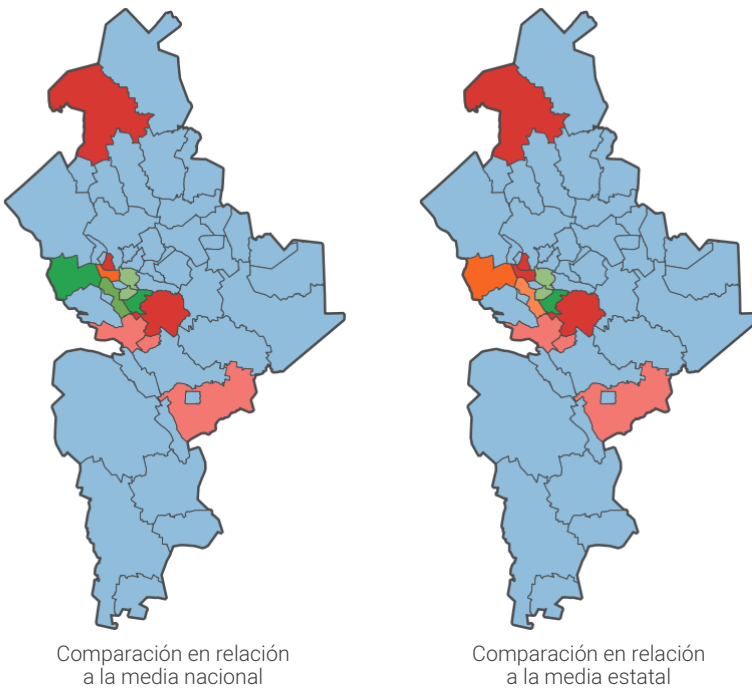 Comparación en relación
a la media nacional
Comparación en relación
a la media estatal